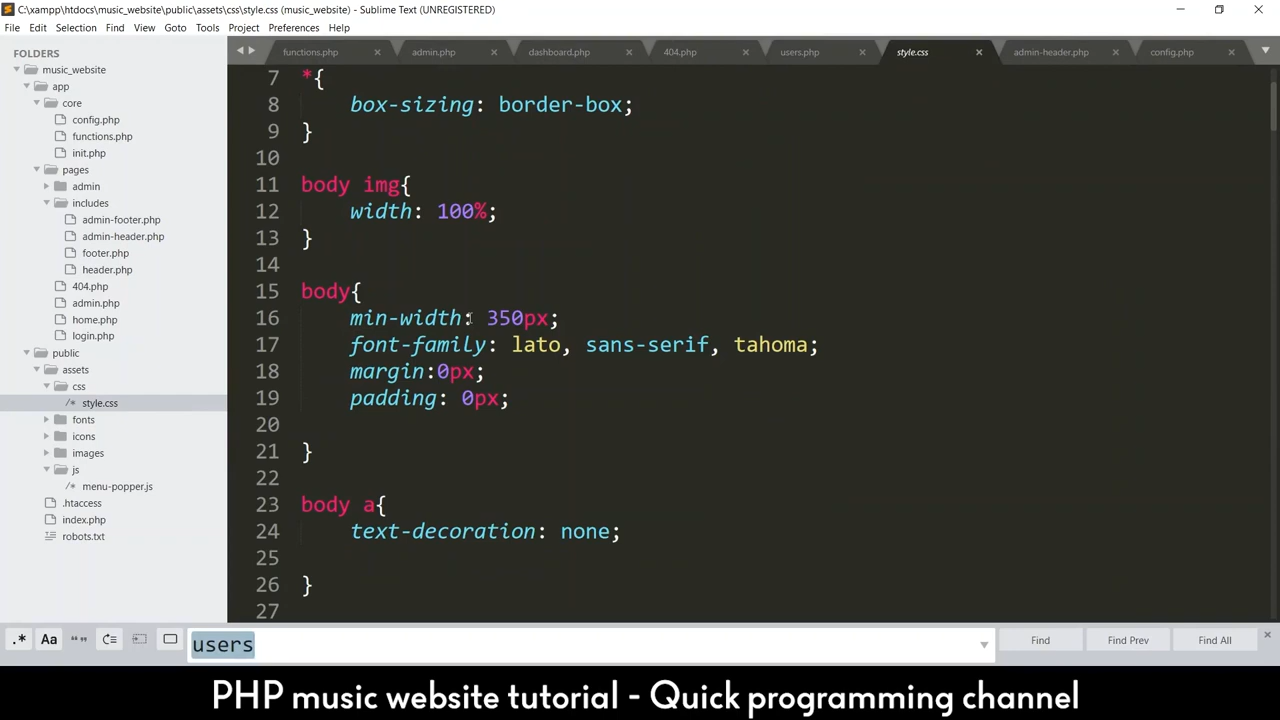 C:\xampp\htdocs\music_website\public\assets\css\style.css (music_website) - Sublime Text (UNREGISTERED)
File Edit Selection Find View Goto Tools Project Preferences Help
FOLDERS
music_website
app
core
config.php
functions.php
init.php
pages
admin
includes
admin-footer.php
admin-header.php
footer.php
header.php
404.php
admin.php
home.php
login.php
public
assets
css
/* style.css
fonts
icons
images
js
/* menu-popper.js
.htaccess
index.php
robots.txt
functions.php admin.php dashboard.php 404.php users.php style.css admin-header.php config.php
7 *{
8 box-sizing: border-box;
9 }
10
11 body img{
12 width: 100%;
13 }
14
15 body{
16 min-width: 350px;
17 font-family: lato, sans-serif, tahoma;
18 margin:0px;
19 padding: 0px;
20
21 }
22
23 body a{
24 text-decoration: none;
25
26 }
27
.* Aa "" users Find Find Prev Find All
PHP music website tutorial - Quick programming channel